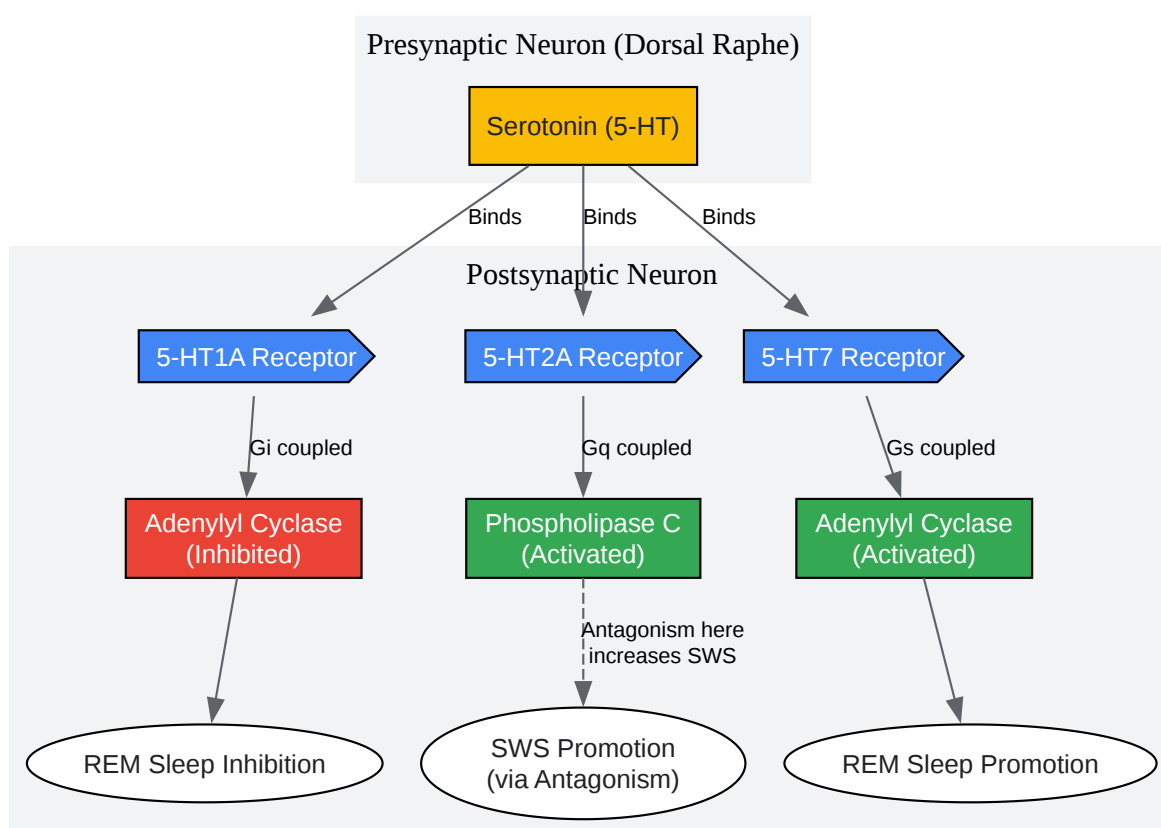 Presynaptic Neuron (Dorsal Raphe)
Serotonin (5-HT)
Binds
Binds
Binds
Postsynaptic Neuron
5-HT1A Receptor
5-HT2A Receptor
5-HT7 Receptor
Gi coupled
Gq coupled
Gs coupled
Adenylyl Cyclase
(Inhibited)
Phospholipase C
(Activated)
Adenylyl Cyclase
(Activated)
Antagonism here
increases SWS
REM Sleep Inhibition
SWS Promotion
(via Antagonism)
REM Sleep Promotion